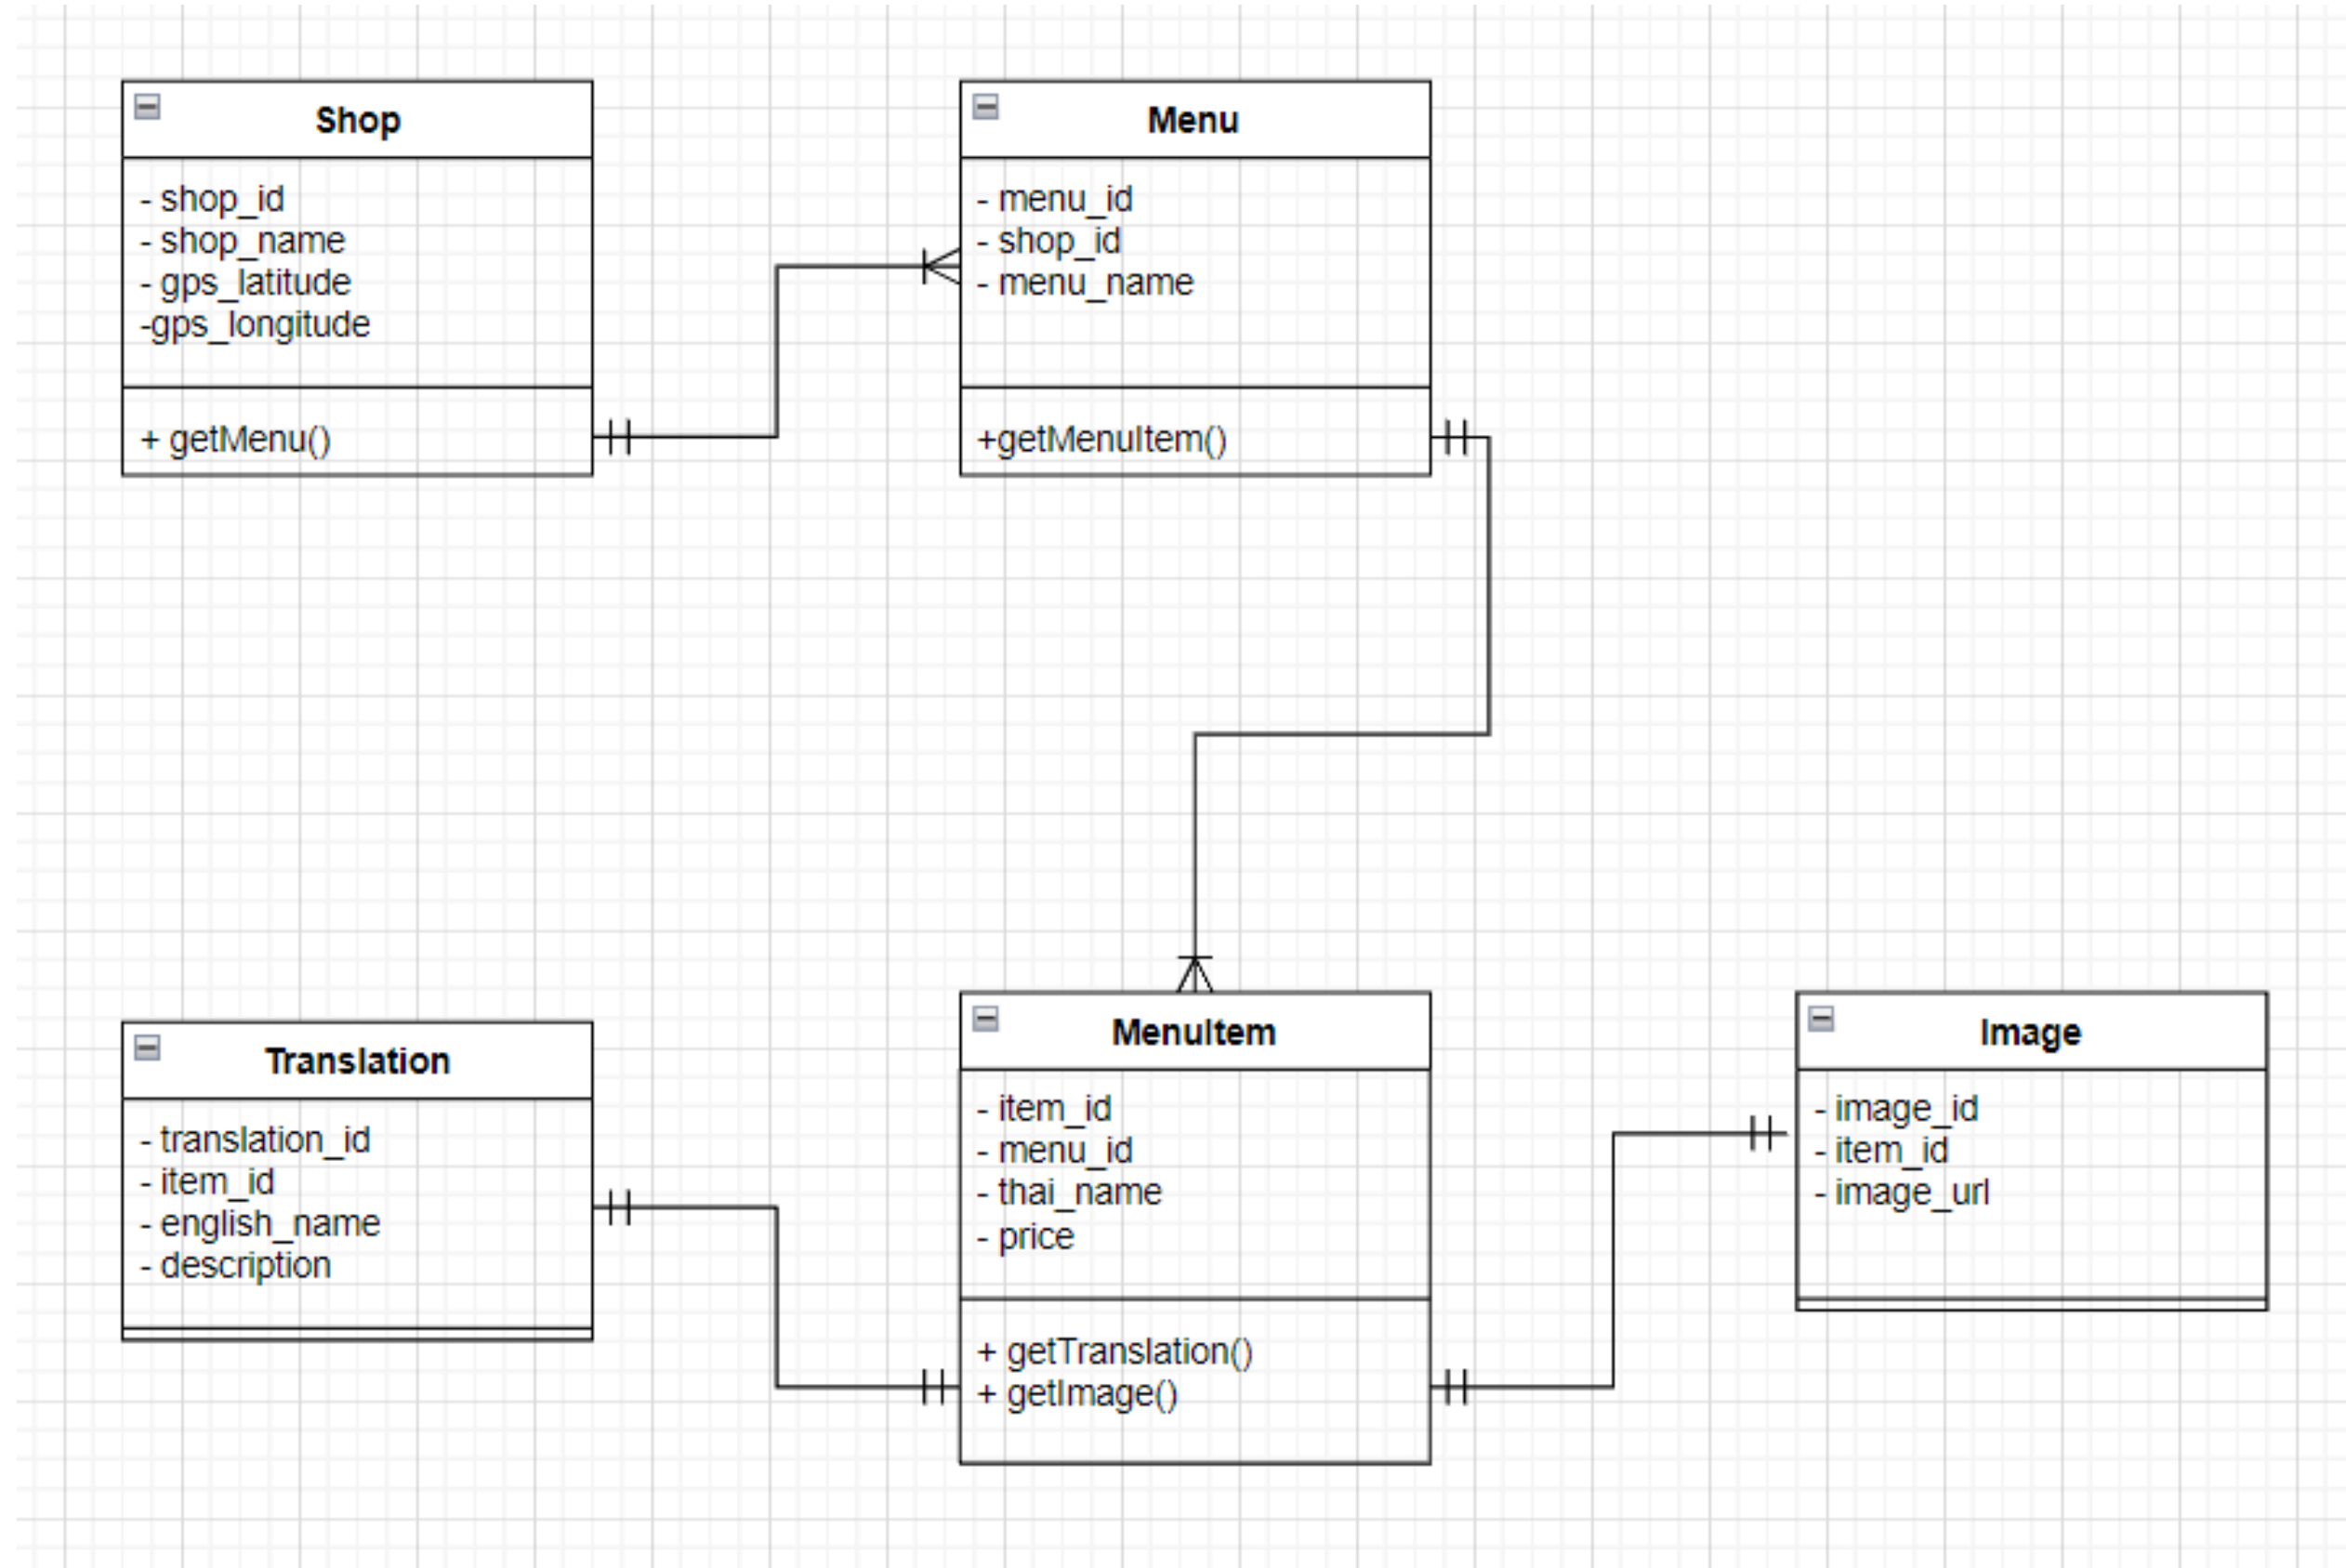 Shop
- shop_id
- shop_name
- gps_latitude
-gps_longitude
+ getMenu()
Menu
- menu_id
- shop_id
- menu_name
+getMenuItem()
Translation
- translation_id
- item_id
- english_name
- description
MenuItem
- item_id
- menu_id
- thai_name
- price
+ getTranslation()
+ getImage()
Image
- image_id
- item_id
- image_url